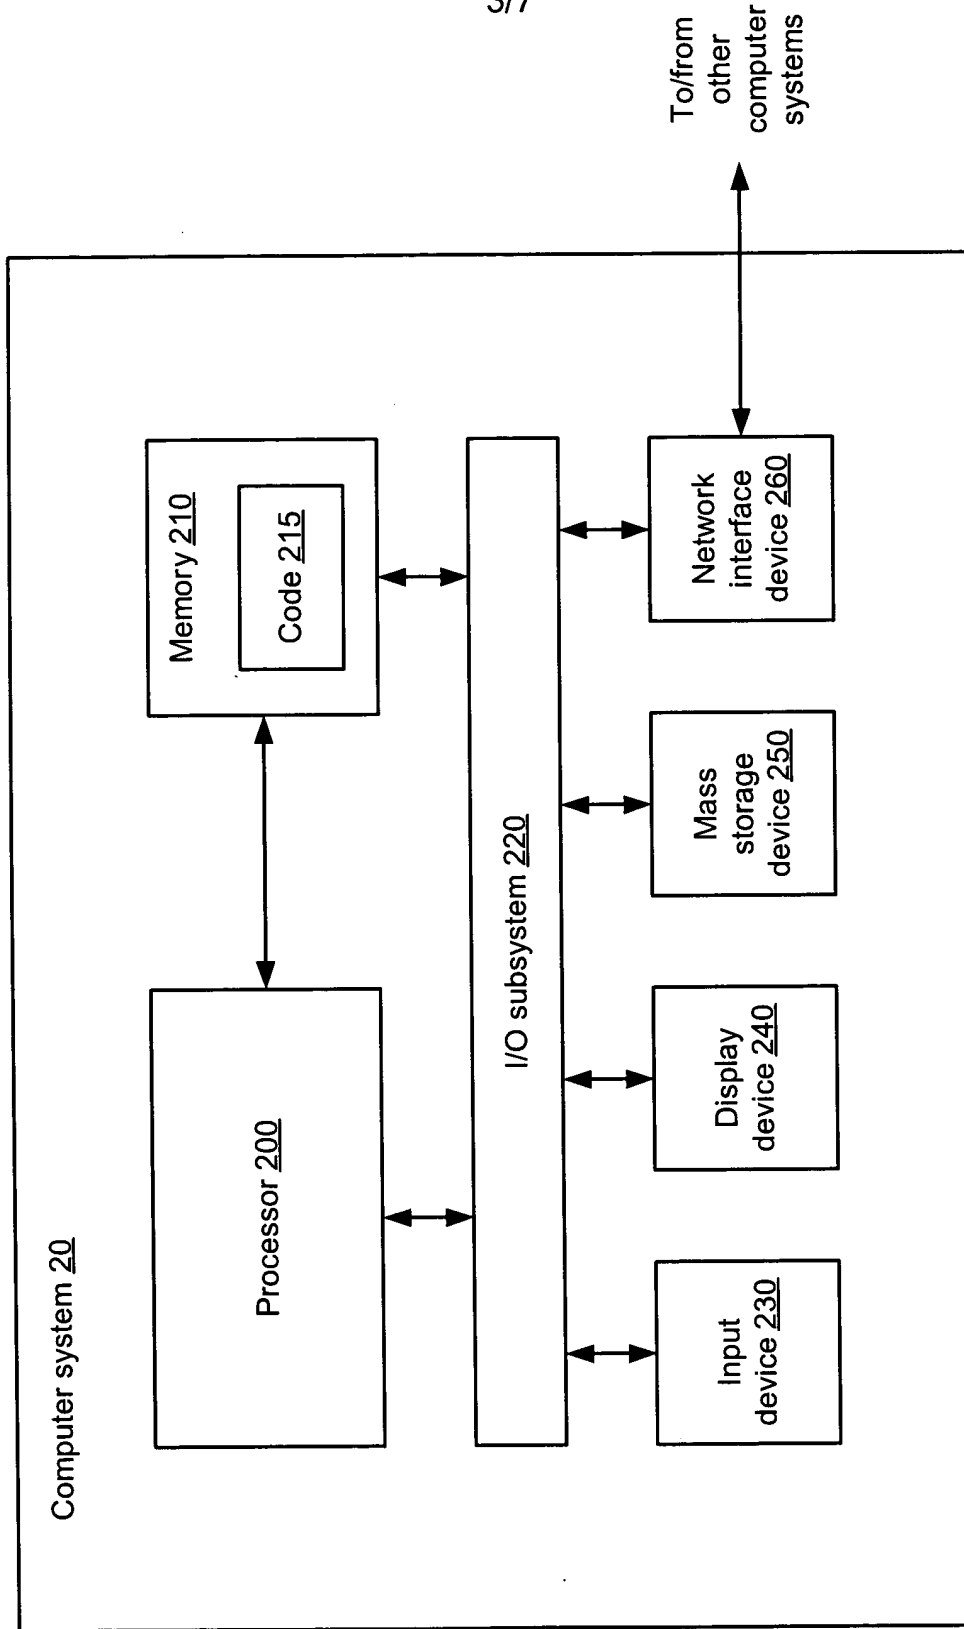 3/7
Computer system 20
Processor 200
Memory 210
Code 215
I/O subsystem 220
Input
device 230
Display
device 240
Mass
storage
device 250
Network
interface
device 260
To/from
other
computer
systems